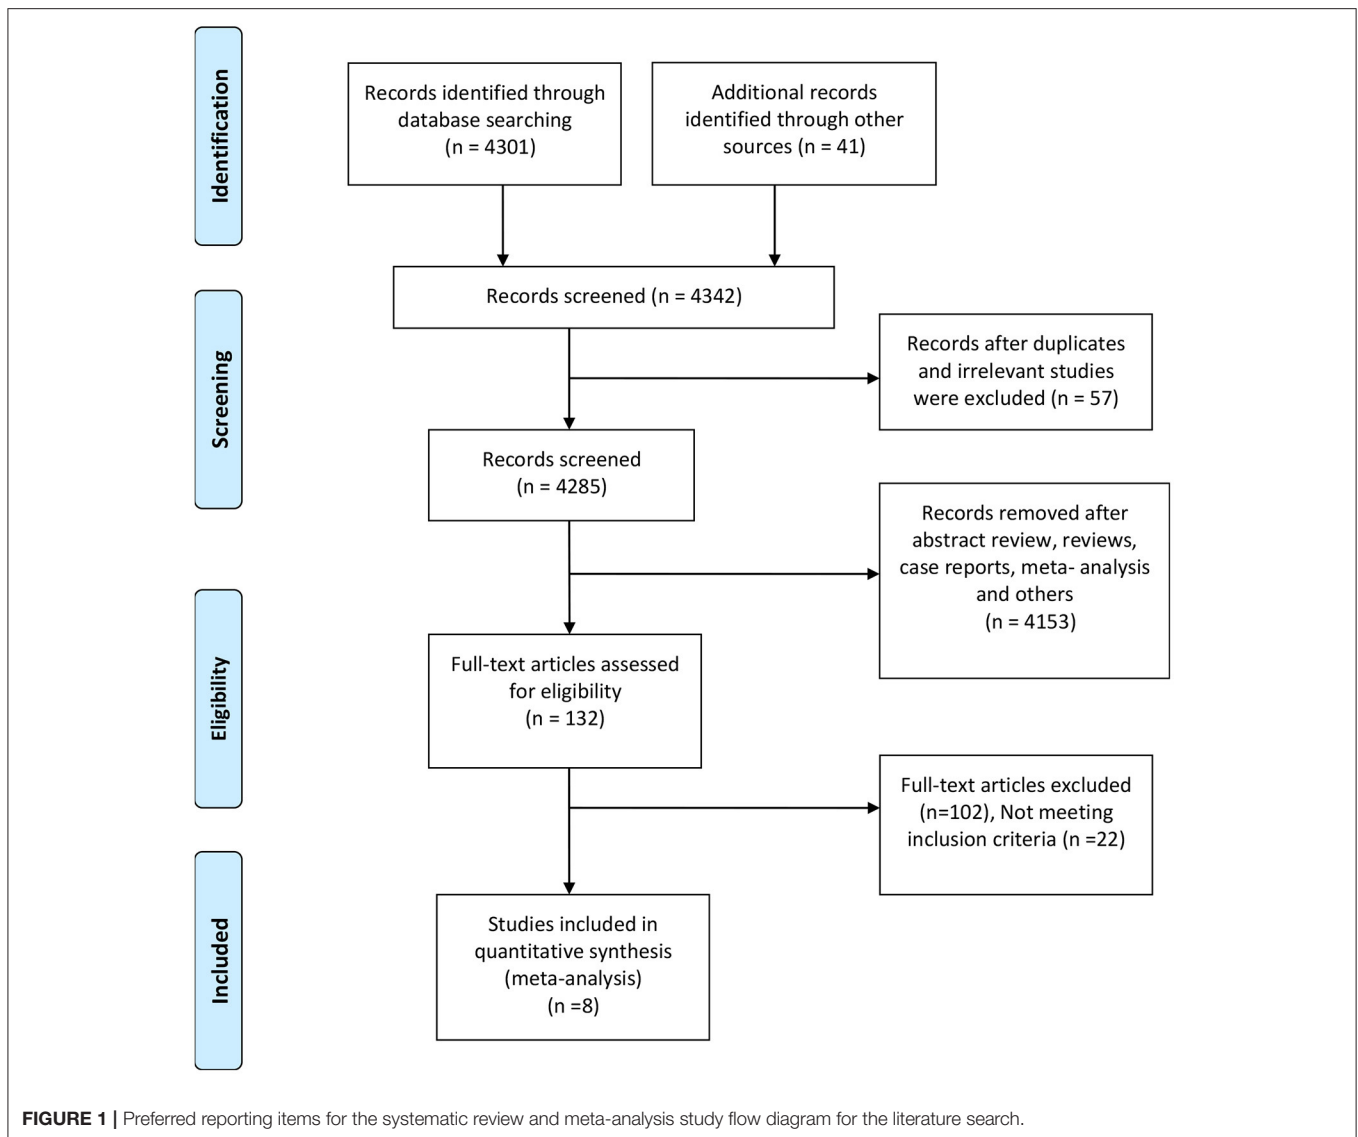 Identification
Records identified through
database searching
(n = 4301)
Additional records
identified through other
sources (n = 41)
Records screened (n = 4342)
Screening
Records after duplicates
and irrelevant studies
were excluded (n = 57)
Records screened
(n = 4285)
Records removed after
abstract review, reviews,
case reports, meta- analysis
and others
(n = 4153)
Eligibility
Full-text articles assessed
for eligibility
(n = 132)
Full-text articles excluded
(n=102), Not meeting
inclusion criteria (n =22)
Included
Studies included in
quantitative synthesis
(meta-analysis)
(n =8)
FIGURE 1 | Preferred reporting items for the systematic review and meta-analysis study flow diagram for the literature search.